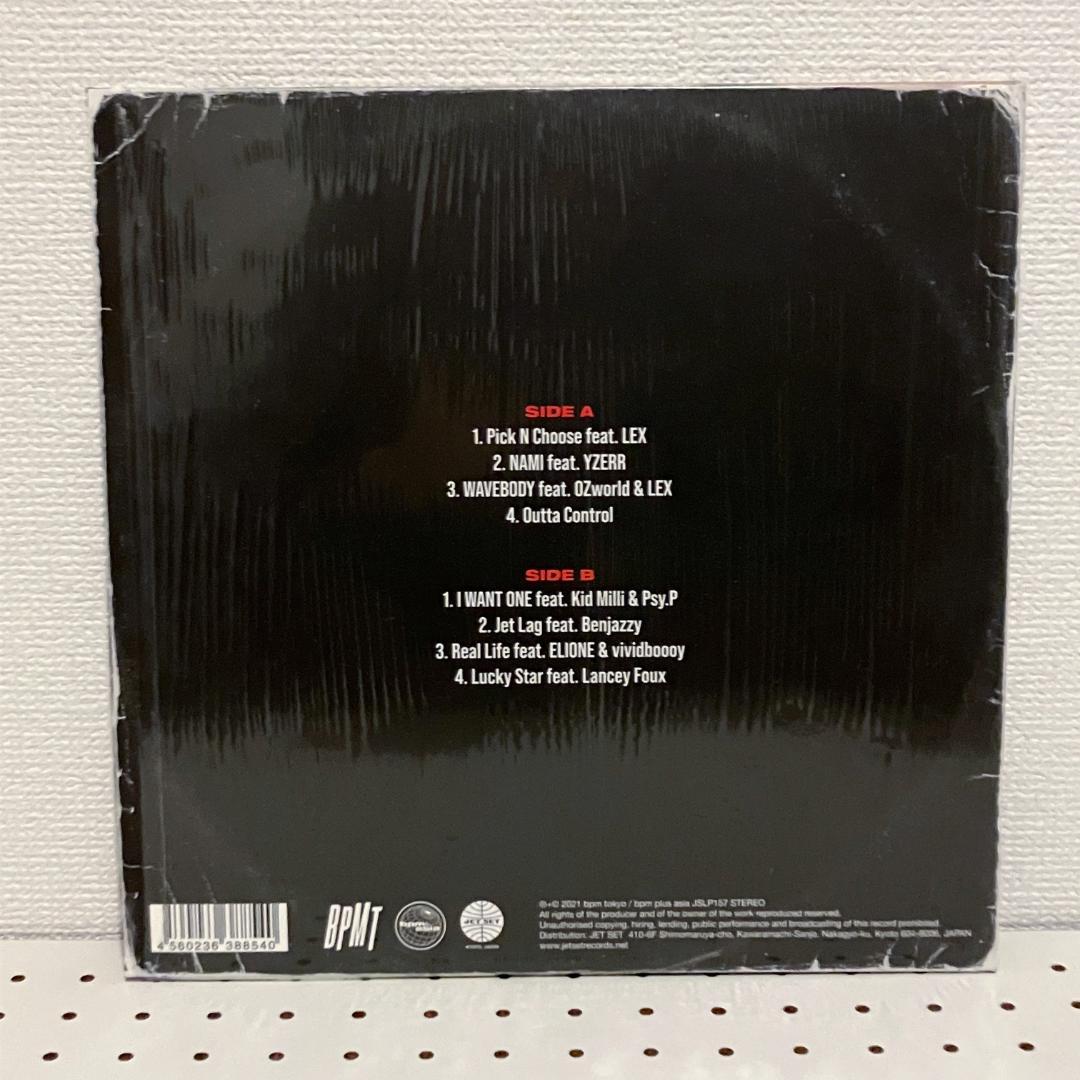 SIDE A
1. Pick N Choose feat. LEX
2. NAMI feat. YZERR
3. WAVEBODY feat. OZworld & LEX
4. Outta Control
SIDE B
1. I WANT ONE feat. Kid Milli & Psy.P
2. Jet Lag feat. Benjazzy
3. Real Life feat. ELIONE & vividboooy
4. Lucky Star feat. Lancey Foux
4 560236 388540
BPMT
bpm plus asia
JET SET
℗+© 2021 bpm tokyo / bpm plus asia JSLP157 STEREO
All rights of the producer and of the owner of the work reproduced reserved.
Unauthorised copying, hiring, lending, public performance and broadcasting of this record prohibited.
Distribution: JET SET 410-6F Shimomaruya-cho, Kawaramachi-Sanjo, Nakagyo-ku, Kyoto JAPAN
www.jetsetrecords.net